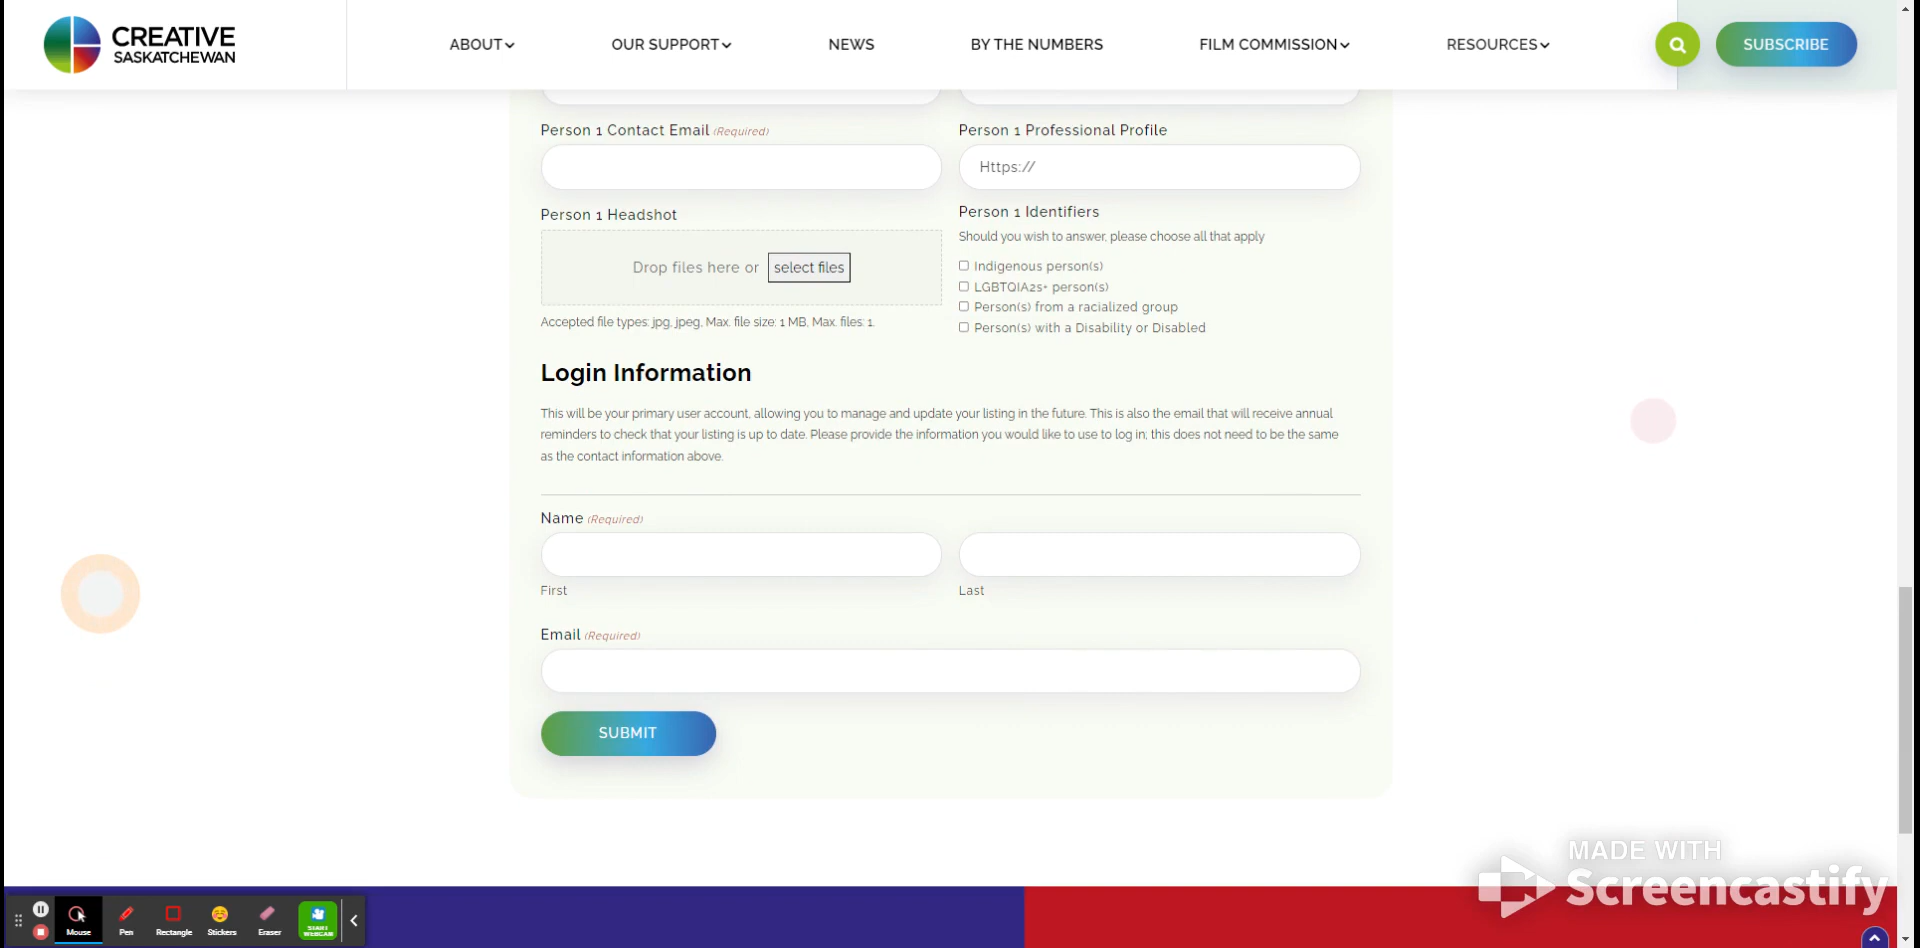 CREATIVE
SASKATCHEWAN
ABOUT
OUR SUPPORT
NEWS
BY THE NUMBERS
FILM COMMISSION
RESOURCES
SUBSCRIBE
Person 1 Contact Email (Required)
Person 1 Professional Profile
Https://
Person 1 Headshot
Drop files here or select files
Accepted file types: jpg, jpeg, Max. file size: 1 MB, Max. files: 1.
Person 1 Identifiers
Should you wish to answer, please choose all that apply
Indigenous person(s)
LGBTQIA2s+ person(s)
Person(s) from a racialized group
Person(s) with a Disability or Disabled
Login Information
This will be your primary user account, allowing you to manage and update your listing in the future. This is also the email that will receive annual
reminders to check that your listing is up to date. Please provide the information you would like to use to log in; this does not need to be the same
as the contact information above.
Name (Required)
First
Last
Email (Required)
SUBMIT
MADE WITH
Screencastify
Mouse
Pen
Rectangle
Stickers
Eraser
START
WEBCAM